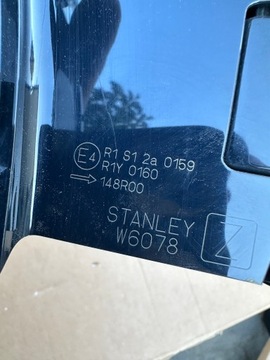 E4 R1 S1 2a 0159
R1Y 0160
→ 148R00
STANLEY
W6078 Z